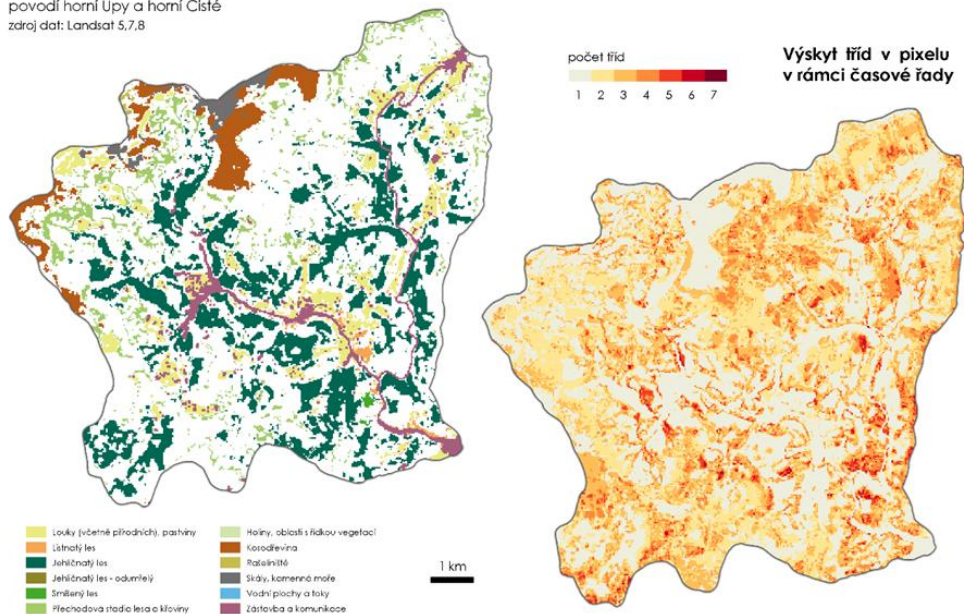 povodí horní Úpy a horní Čisté
zdroj dat: Landsat 5,7,8
počet tříd
1 2 3 4 5 6 7
Výskyt tříd v pixelu
v rámci časové řady
Louky (včetně přírodních), pastviny
Listnatý les
Jehličnatý les
Jehličnatý les - odumřelý
Smíšený les
Přechodová stadia lesa a křoviny
Holiny, oblasti s řídkou vegetací
Kosodřevina
Rašeliniště
Skály, kamenná moře
Vodní plochy a toky
Zástavba a komunikace
1 km